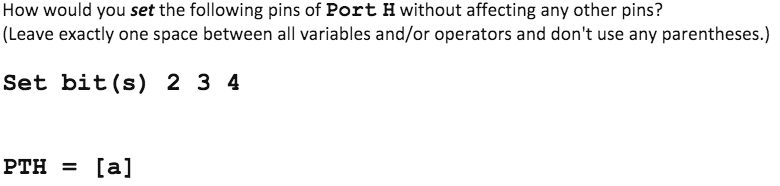 How would you set the following pins of Port H without affecting any other pins?
(Leave exactly one space between all variables and/or operators and don't use any parentheses.)
Set bit(s) 2 3 4
PTH = [a]